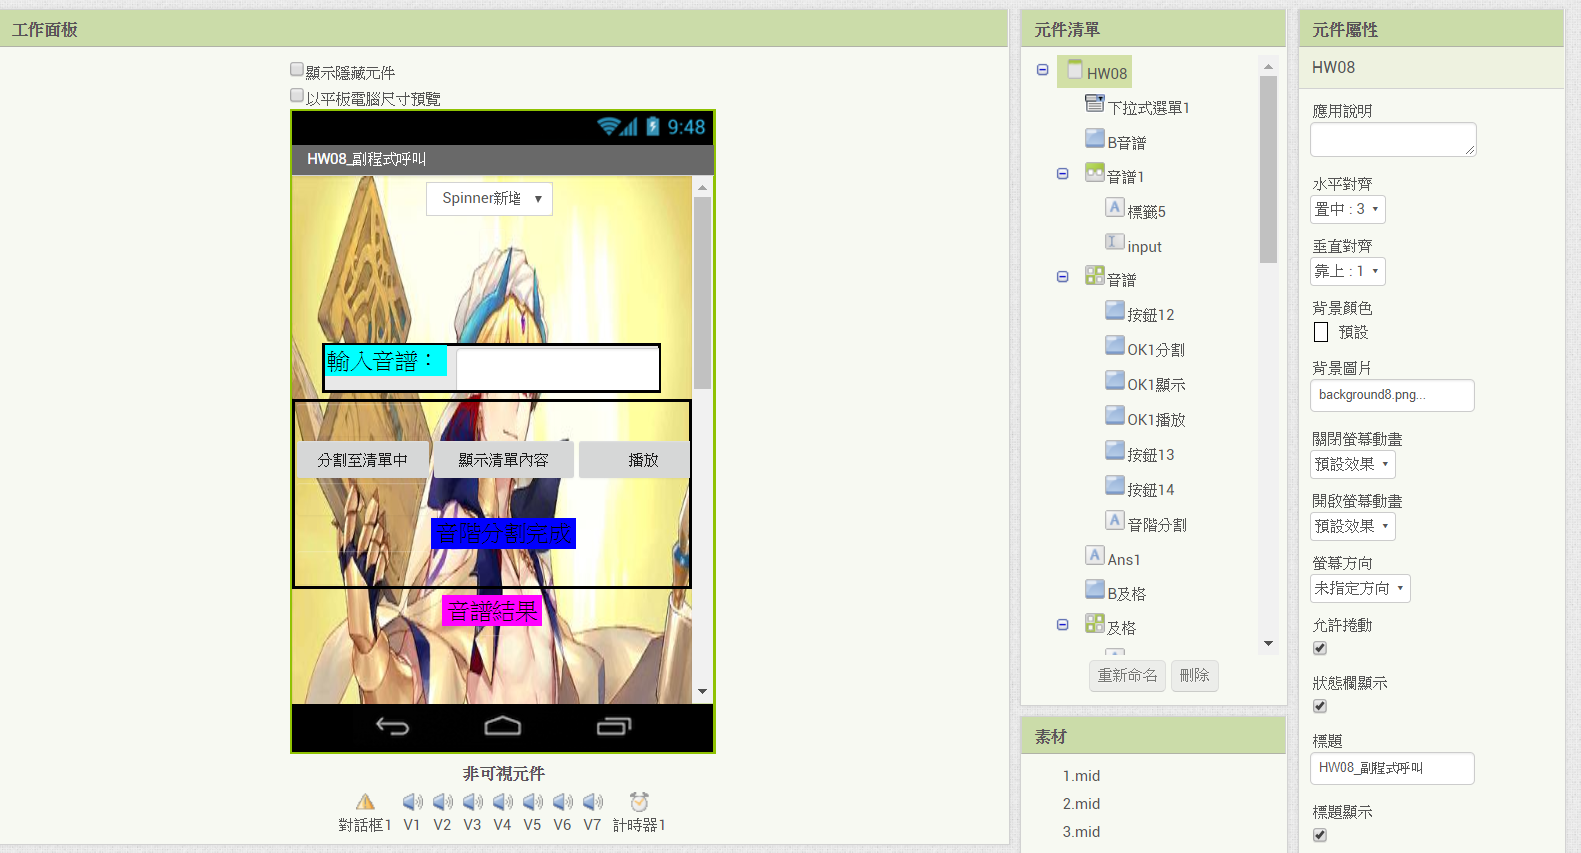 工作面板
顯示隱藏元件
以平板電腦尺寸預覽
9:48
HW08_副程式呼叫
Spinner新增
輸入音譜：
分割至清單中
顯示清單內容
播放
音階分割完成
音譜結果
非可視元件
對話框1
V1
V2
V3
V4
V5
V6
V7
計時器1
元件清單
HW08
下拉式選單1
B音譜
音譜1
標籤5
input
音譜
按鈕12
OK1分割
OK1顯示
OK1播放
按鈕13
按鈕14
音階分割
Ans1
B及格
及格
重新命名
刪除
素材
1.mid
2.mid
3.mid
元件屬性
HW08
應用說明
水平對齊
置中 : 3
垂直對齊
靠上 : 1
背景顏色
預設
背景圖片
background8.png...
關閉螢幕動畫
預設效果
開啟螢幕動畫
預設效果
螢幕方向
未指定方向
允許捲動
狀態欄顯示
標題
HW08_副程式呼叫
標題顯示